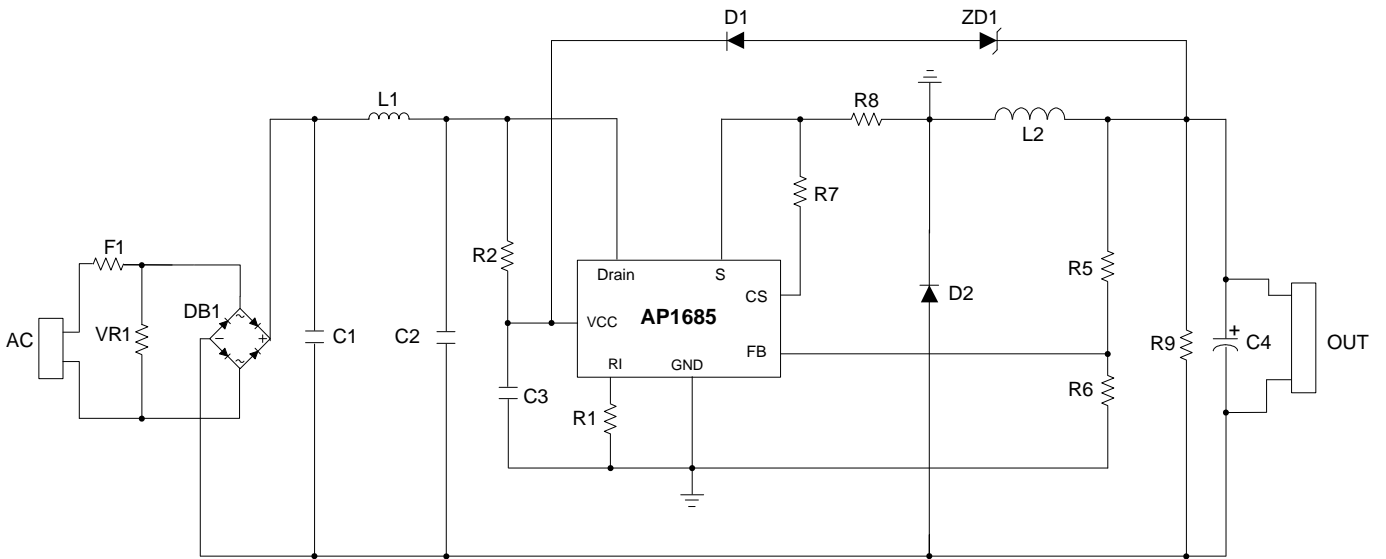 D1
ZD1
L1
R8
L2
R7
F1
R2
Drain
S
R5
DB1
CS
D2
AC
VR1
~
- +
~
C1
C2
VCC
AP1685
FB
R9
+
C4
OUT
RI
GND
C3
R1
R6